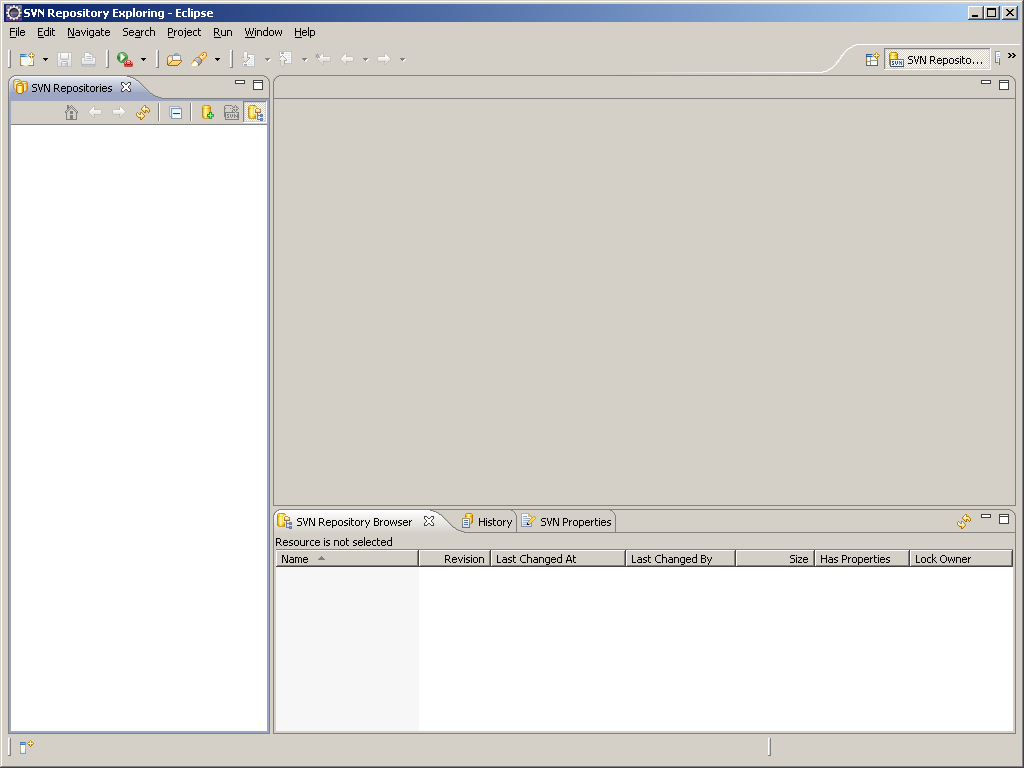 SVN Repository Exploring - Eclipse
File Edit Navigate Search Project Run Window Help
SVN Reposito... »
SVN Repositories
SVN
SVN Repository Browser History SVN Properties
Resource is not selected
Name Revision Last Changed At Last Changed By Size Has Properties Lock Owner